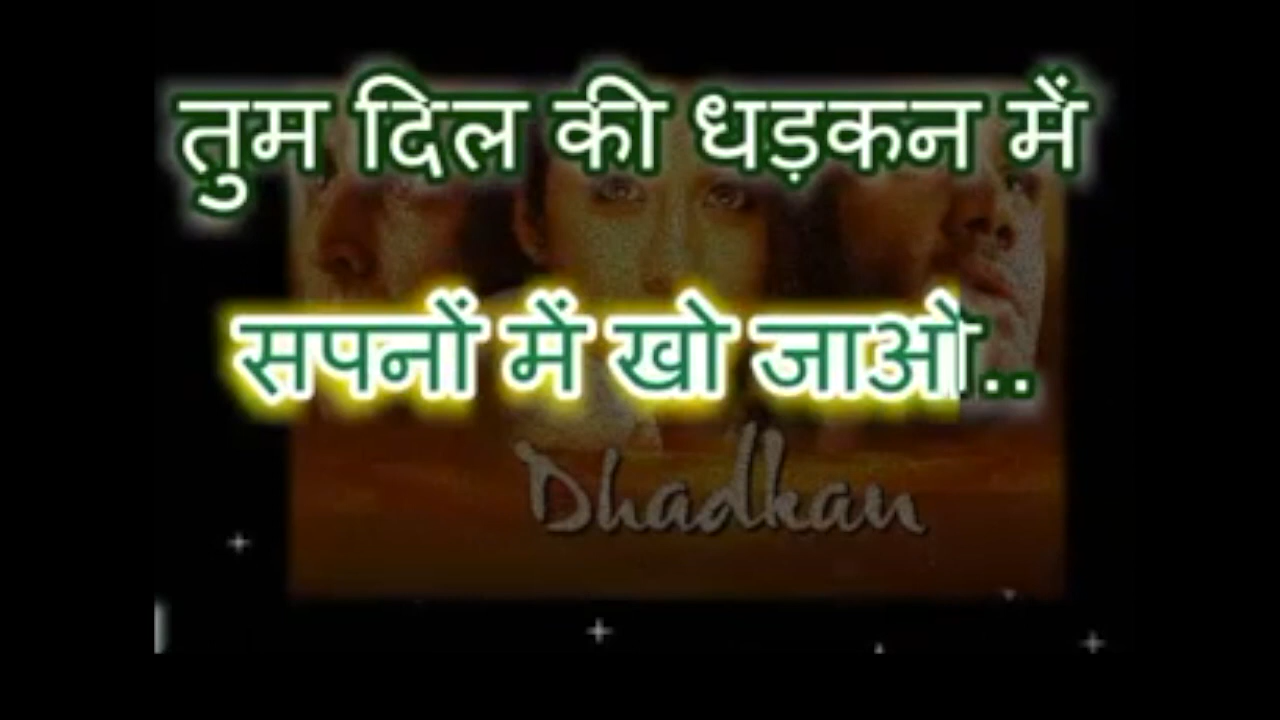 तुम दिल की धड़कन में
सपनों में खो जाओ..
Dhadkan